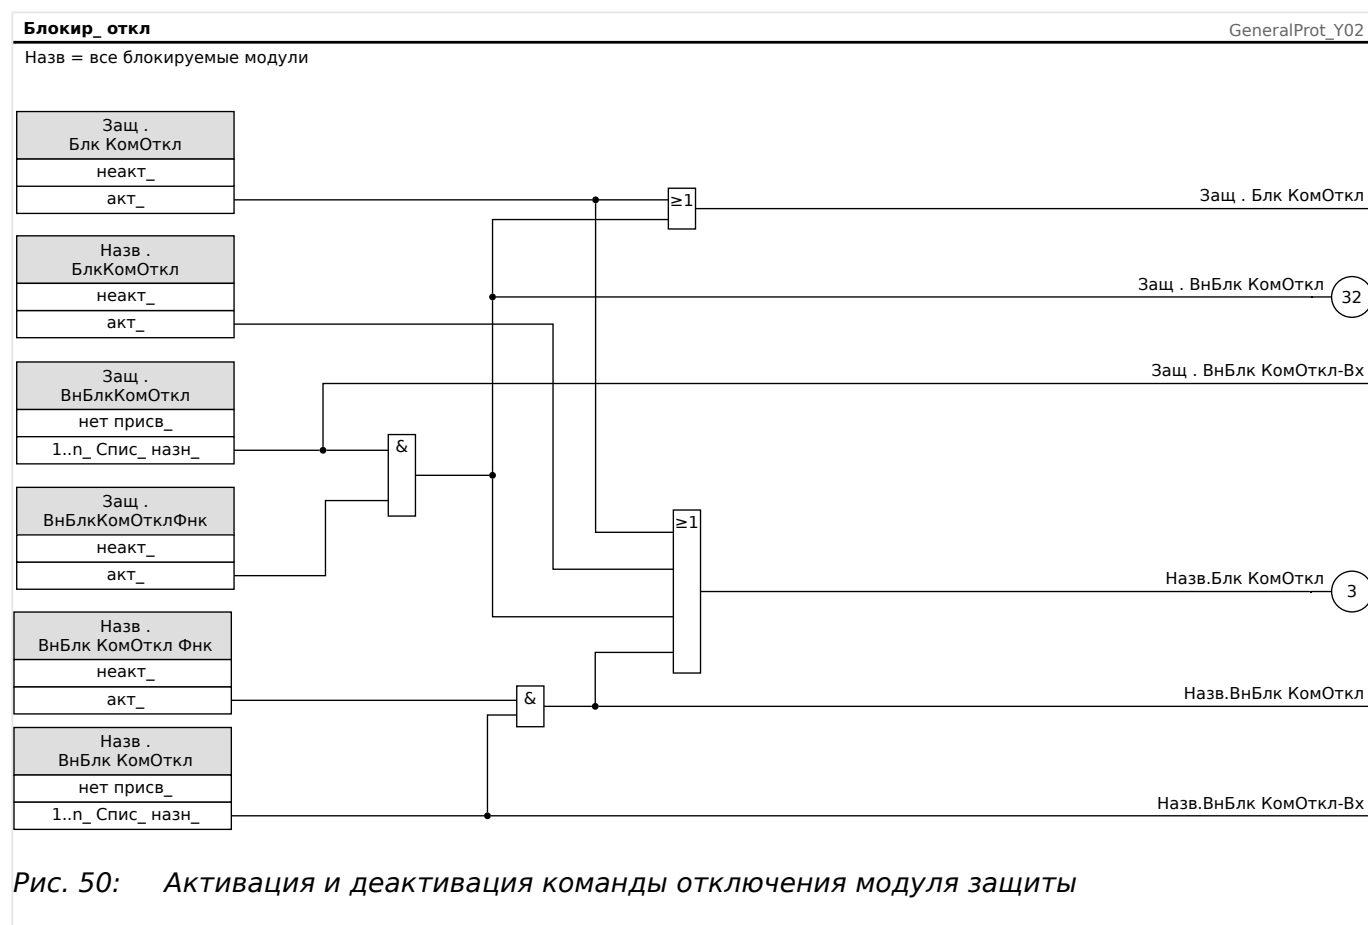 Блокир_ откл
GeneralProt_Y02
Назв = все блокируемые модули
Защ .
Блк КомОткл
неакт_
акт_
≥1
Защ . Блк КомОткл
Назв .
БлкКомОткл
неакт_
акт_
Защ . ВнБлк КомОткл
32
Защ .
ВнБлкКомОткл
нет присв_
1..n_ Спис_ назн_
Защ . ВнБлк КомОткл-Вх
&
Защ .
ВнБлкКомОтклФнк
неакт_
акт_
≥1
Назв.Блк КомОткл
3
Назв .
ВнБлк КомОткл Фнк
неакт_
акт_
&
Назв.ВнБлк КомОткл
Назв .
ВнБлк КомОткл
нет присв_
1..n_ Спис_ назн_
Назв.ВнБлк КомОткл-Вх
Рис. 50: Активация и деактивация команды отключения модуля защиты